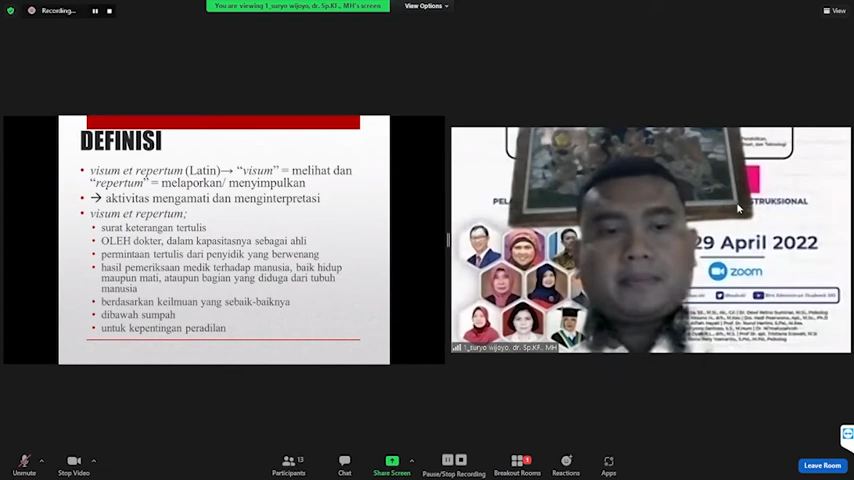 Recording...
You are viewing 1_suryo wijoyo, dr. Sp.KF., MH's screen
View Options
View
DEFINISI
• visum et repertum (Latin)→ "visum" = melihat dan
"repertum" = melaporkan/ menyimpulkan
• → aktivitas mengamati dan menginterpretasi
• visum et repertum;
• surat keterangan tertulis
• OLEH dokter, dalam kapasitasnya sebagai ahli
• permintaan tertulis dari penyidik yang berwenang
• hasil pemeriksaan medik terhadap manusia, baik hidup
maupun mati, ataupun bagian yang diduga dari tubuh
manusia
• berdasarkan keilmuan yang sebaik-baiknya
• dibawah sumpah
• untuk kepentingan peradilan
29 April 2022
zoom
1_suryo wijoyo, dr. Sp.KF., MH
Unmute
Stop Video
Participants
13
Chat
Share Screen
Pause/Stop Recording
Breakout Rooms
1
Reactions
Apps
Leave Room